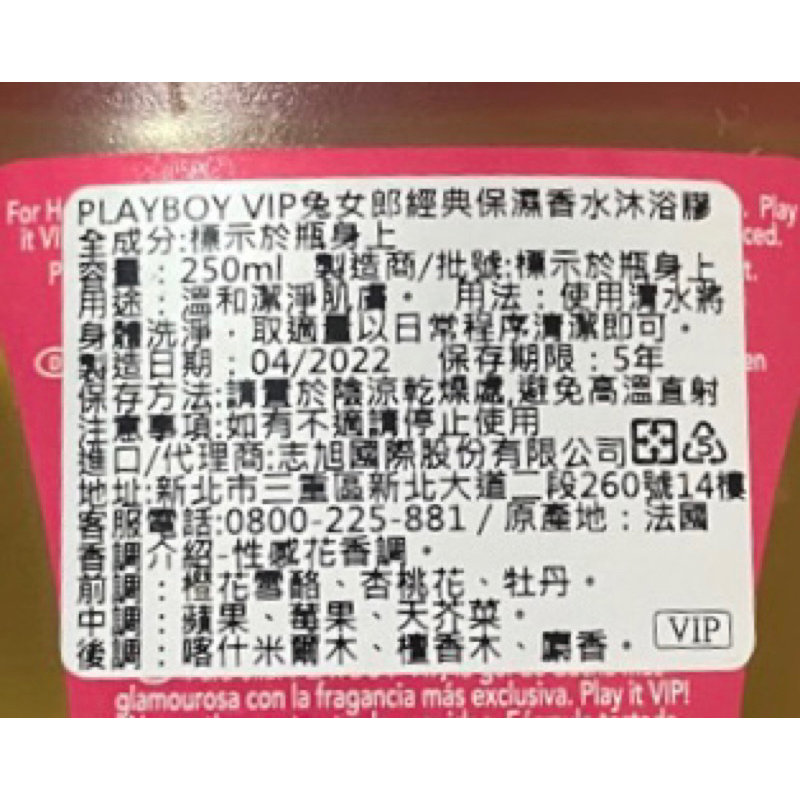 For H
it VI
. Play
ced.
PLAYBOY VIP兔女郎經典保濕香水沐浴膠
全成分:標示於瓶身上
容量：250ml 製造商/批號:標示於瓶身上
用途：溫和潔淨肌膚。 用法：使用清水將
身體洗淨，取適量以日常程序清潔即可。
製造日期：04/2022 保存期限：5年
保存方法:請置於陰涼乾燥處,避免高溫直射
注意事項:如有不適請停止使用
進口/代理商:志旭國際股份有限公司
地址:新北市三重區新北大道二段260號14樓
客服電話:0800-225-881 / 原產地：法國
香調介紹-性感花香調。
前調：橙花雪酪、杏桃花、牡丹。
中調：蘋果、莓果、天芥菜。
後調：喀什米爾木、檀香木、麝香。
VIP
glamourosa con la fragancia más exclusiva. Play it VIP!